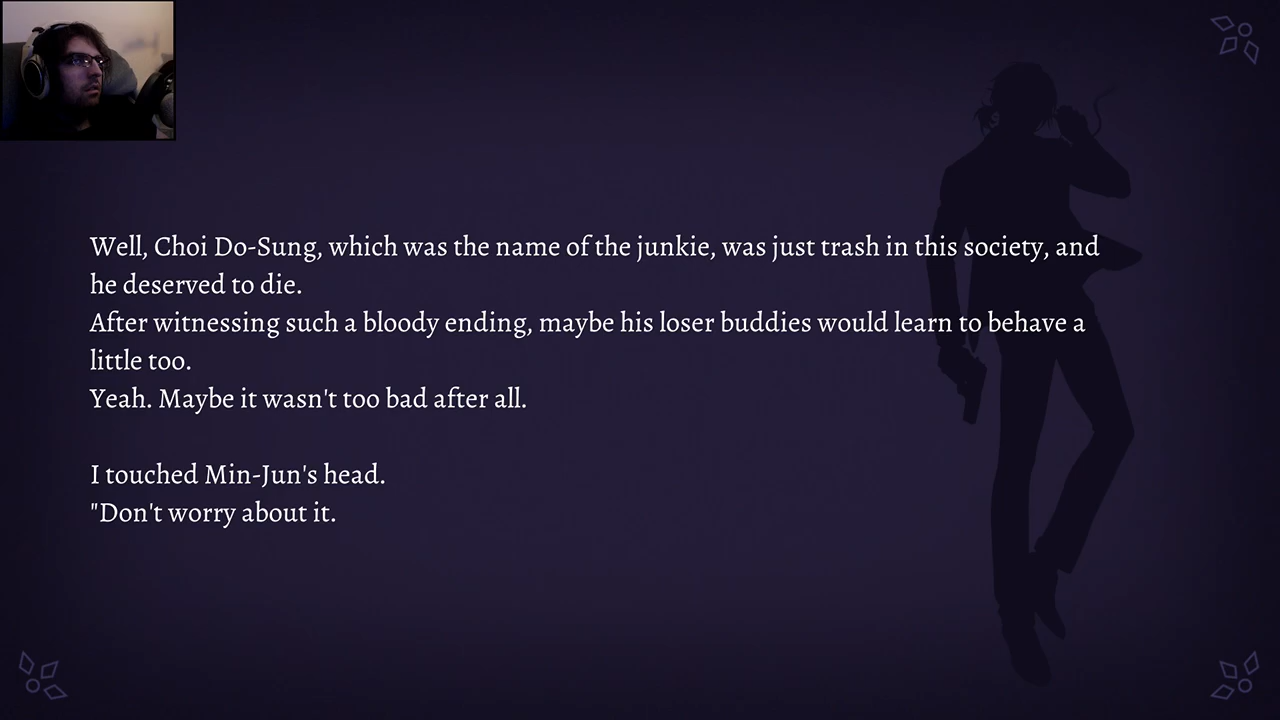 Well, Choi Do-Sung, which was the name of the junkie, was just trash in this society, and
he deserved to die.
After witnessing such a bloody ending, maybe his loser buddies would learn to behave a
little too.
Yeah. Maybe it wasn't too bad after all.
I touched Min-Jun's head.
"Don't worry about it.